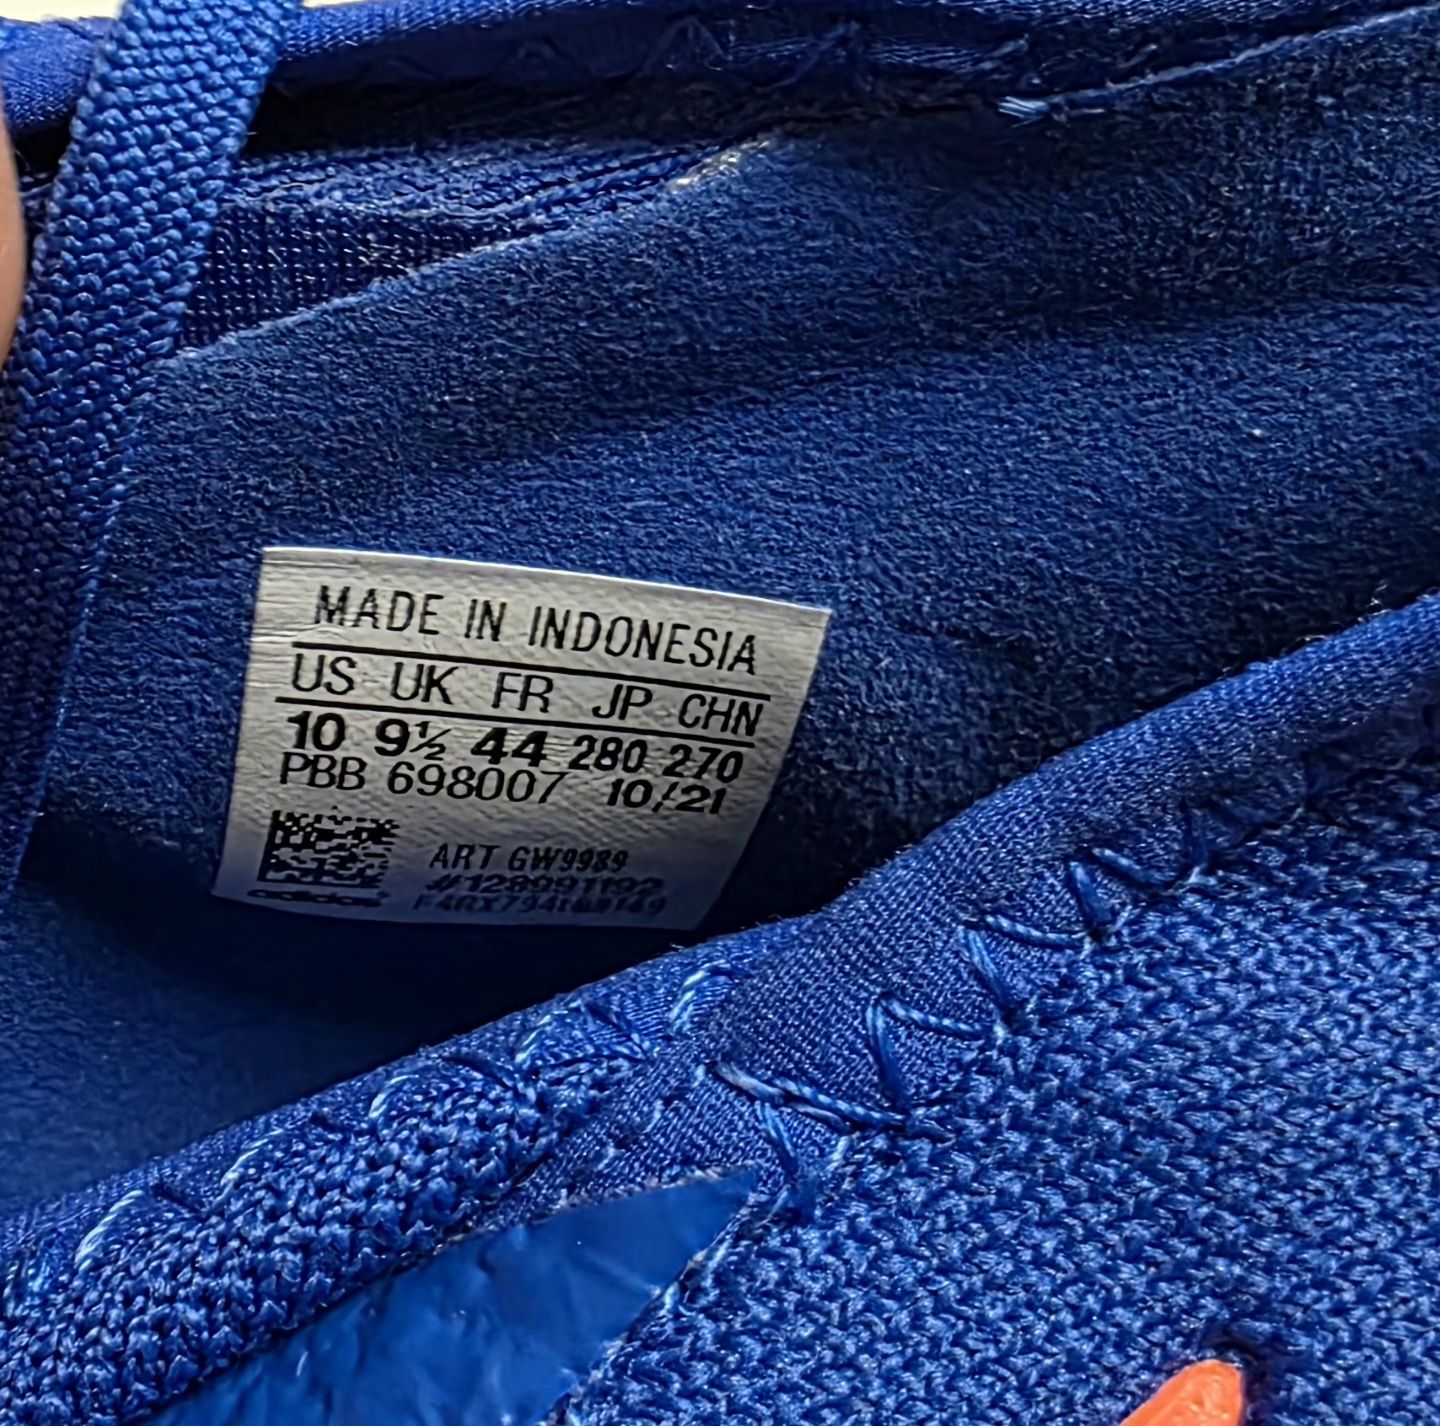 MADE IN INDONESIA
US UK FR JP CHN
10 9½ 44 280 270
PBB 698007 10/21
ART GW9989
adidas